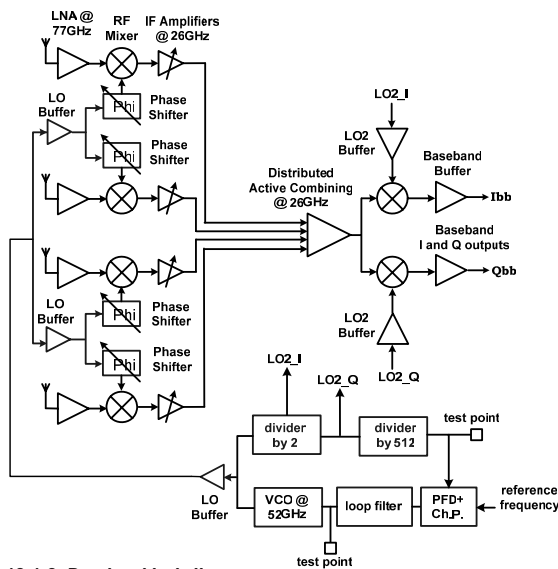 LNA @
77GHz
RF
Mixer
IF Amplifiers
@ 26GHz
LO
Buffer
Phi
Phase
Shifter
Phi
Phase
Shifter
LO2_I
LO2
Buffer
Baseband
Buffer
Ibb
Distributed
Active Combining
@ 26GHz
Baseband
I and Q outputs
Qbb
LO
Buffer
Phi
Phase
Shifter
Phi
Phase
Shifter
LO2
Buffer
LO2_Q
LO2_I
LO2_Q
divider
by 2
divider
by 512
test point
LO
Buffer
VCO @
52GHz
loop filter
PFD+
Ch.P.
reference
frequency
test point